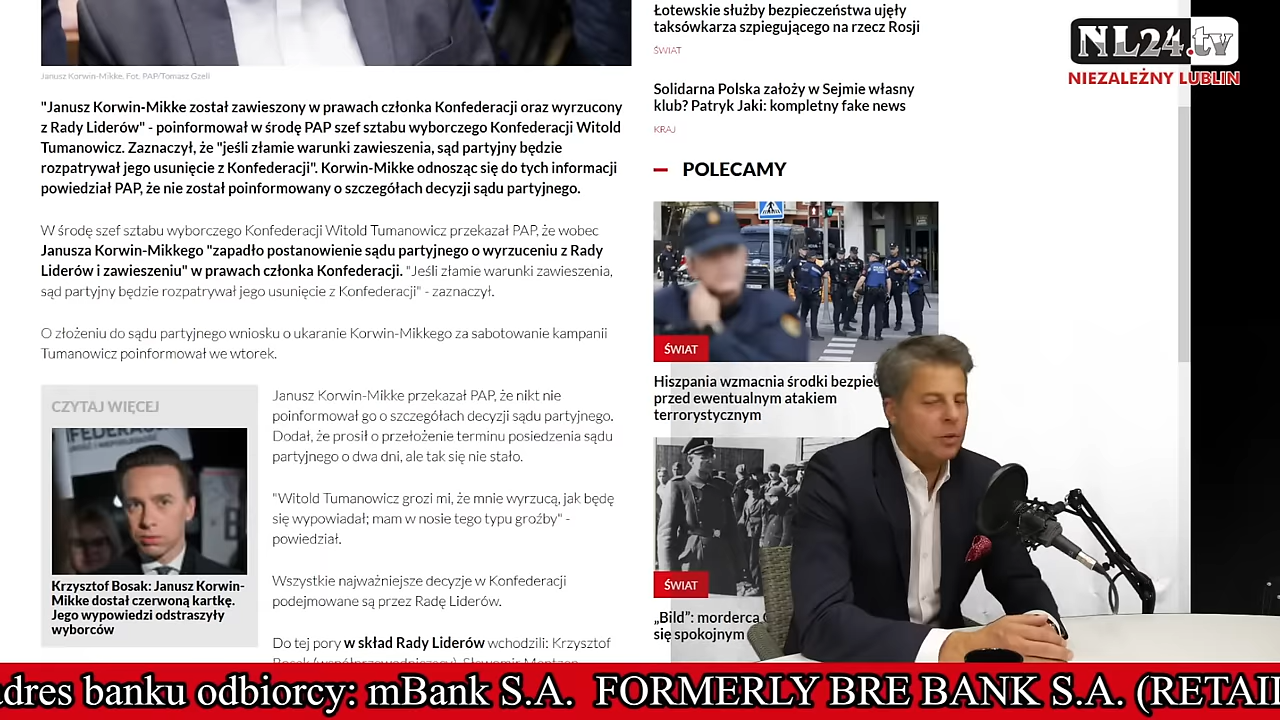 Janusz Korwin-Mikke. Fot. PAP/Tomasz Gzell
"Janusz Korwin-Mikke został zawieszony w prawach członka Konfederacji oraz wyrzucony
z Rady Liderów" - poinformował w środę PAP szef sztabu wyborczego Konfederacji Witold
Tumanowicz. Zaznaczył, że "jeśli złamie warunki zawieszenia, sąd partyjny będzie
rozpatrywał jego usunięcie z Konfederacji". Korwin-Mikke odnosząc się do tych informacji
powiedział PAP, że nie został poinformowany o szczegółach decyzji sądu partyjnego.
W środę szef sztabu wyborczego Konfederacji Witold Tumanowicz przekazał PAP, że wobec
Janusza Korwin-Mikkego "zapadło postanowienie sądu partyjnego o wyrzuceniu z Rady
Liderów i zawieszeniu" w prawach członka Konfederacji. "Jeśli złamie warunki zawieszenia,
sąd partyjny będzie rozpatrywał jego usunięcie z Konfederacji" - zaznaczył.
O złożeniu do sądu partyjnego wniosku o ukaranie Korwin-Mikkego za sabotowanie kampanii
Tumanowicz poinformował we wtorek.
CZYTAJ WIĘCEJ
Krzysztof Bosak: Janusz Korwin-
Mikke dostał czerwoną kartkę.
Jego wypowiedzi odstraszyły
wyborców
Janusz Korwin-Mikke przekazał PAP, że nikt nie
poinformował go o szczegółach decyzji sądu partyjnego.
Dodał, że prosił o przełożenie terminu posiedzenia sądu
partyjnego o dwa dni, ale tak się nie stało.
"Witold Tumanowicz grozi mi, że mnie wyrzucą, jak będę
się wypowiadał; mam w nosie tego typu groźby" -
powiedział.
Wszystkie najważniejsze decyzje w Konfederacji
podejmowane są przez Radę Liderów.
Do tej pory w skład Rady Liderów wchodzili: Krzysztof
Łotewskie służby bezpieczeństwa ujęły
taksówkarza szpiegującego na rzecz Rosji
ŚWIAT
Solidarna Polska założy w Sejmie własny
klub? Patryk Jaki: kompletny fake news
KRAJ
POLECAMY
ŚWIAT
Hiszpania wzmacnia środki bezpiec
przed ewentualnym atakiem
terrorystycznym
ŚWIAT
„Bild”: morderca
się spokojnym
NL24.tv
NIEZALEŻNY LUBLIN
adres banku odbiorcy: mBank S.A. FORMERLY BRE BANK S.A. (RETAIL